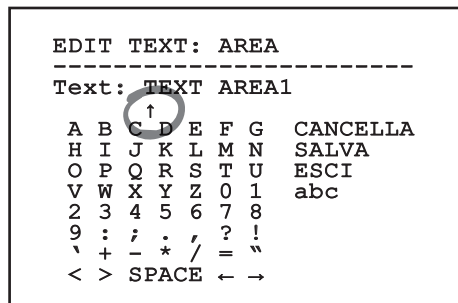 EDIT TEXT: AREA
-------------------------
Text: TEXT AREA1
↑
A B C D E F G CANCELLA
H I J K L M N SALVA
O P Q R S T U ESCI
V W X Y Z 0 1 abc
2 3 4 5 6 7 8
9 : ; . , ? !
‵ + - * / = ‶
< > SPACE ← →